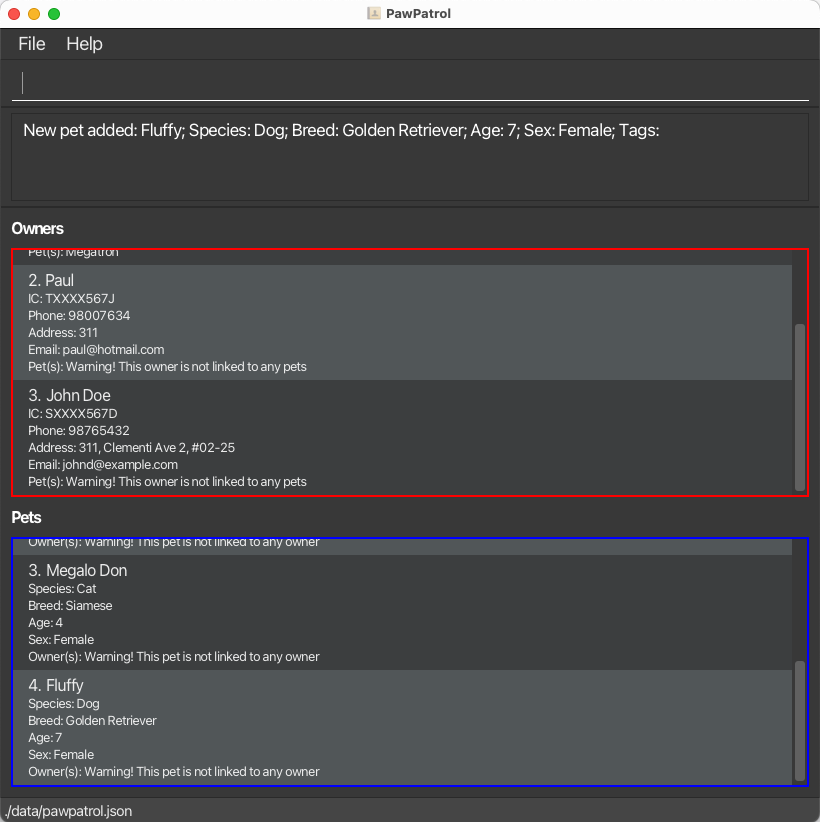 PawPatrol
File Help
New pet added: Fluffy; Species: Dog; Breed: Golden Retriever; Age: 7; Sex: Female; Tags:
Owners
Pet(s): Megatron
2. Paul
IC: TXXXX567J
Phone: 98007634
Address: 311
Email: paul@hotmail.com
Pet(s): Warning! This owner is not linked to any pets
3. John Doe
IC: SXXXX567D
Phone: 98765432
Address: 311, Clementi Ave 2, #02-25
Email: johnd@example.com
Pet(s): Warning! This owner is not linked to any pets
Pets
Owner(s): Warning! This pet is not linked to any owner
3. Megalo Don
Species: Cat
Breed: Siamese
Age: 4
Sex: Female
Owner(s): Warning! This pet is not linked to any owner
4. Fluffy
Species: Dog
Breed: Golden Retriever
Age: 7
Sex: Female
Owner(s): Warning! This pet is not linked to any owner
./data/pawpatrol.json